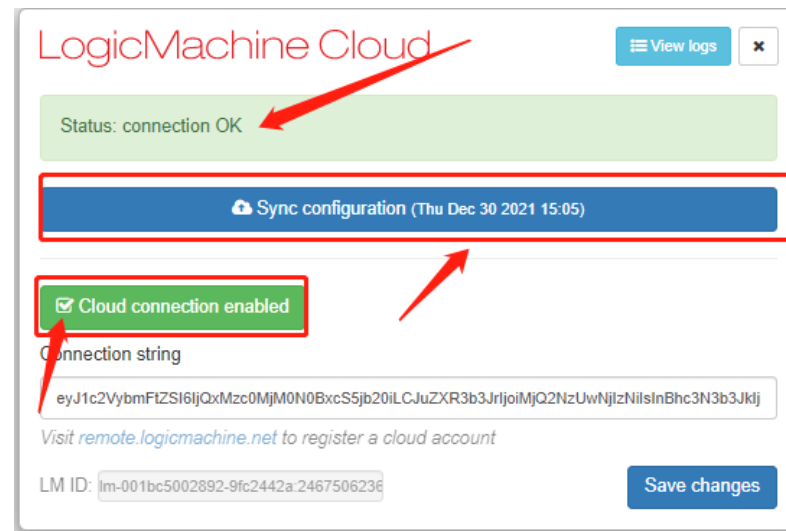 LogicMachine Cloud
View logs
Status: connection OK
Sync configuration (Thu Dec 30 2021 15:05)
Cloud connection enabled
Connection string
eyJ1c2VybmFtZSI6IjQxMzc0MjM0N0BxcS5jb20iLCJuZXR3b3JrIjoiMjQ2NzUwNjIzNiIsInBhc3N3b3JkIj
Visit remote.logicmachine.net to register a cloud account
LM ID: lm-001bc5002892-9fc2442a:2467506236
Save changes